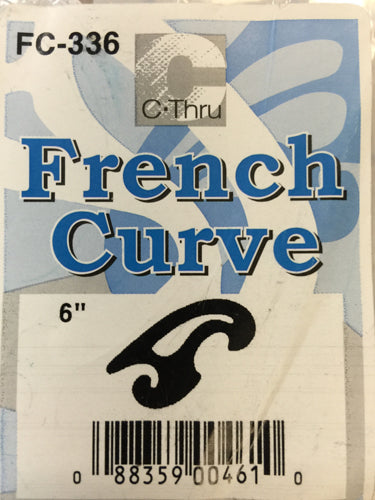 FC-336
C·Thru
French
Curve
6"
0 88359 00461 0